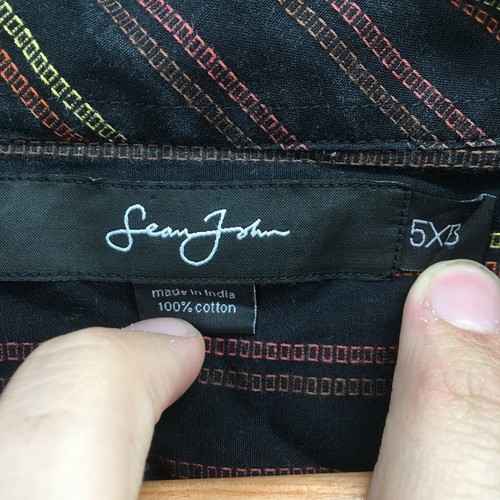 Sean John
5XB
made in India
100% cotton